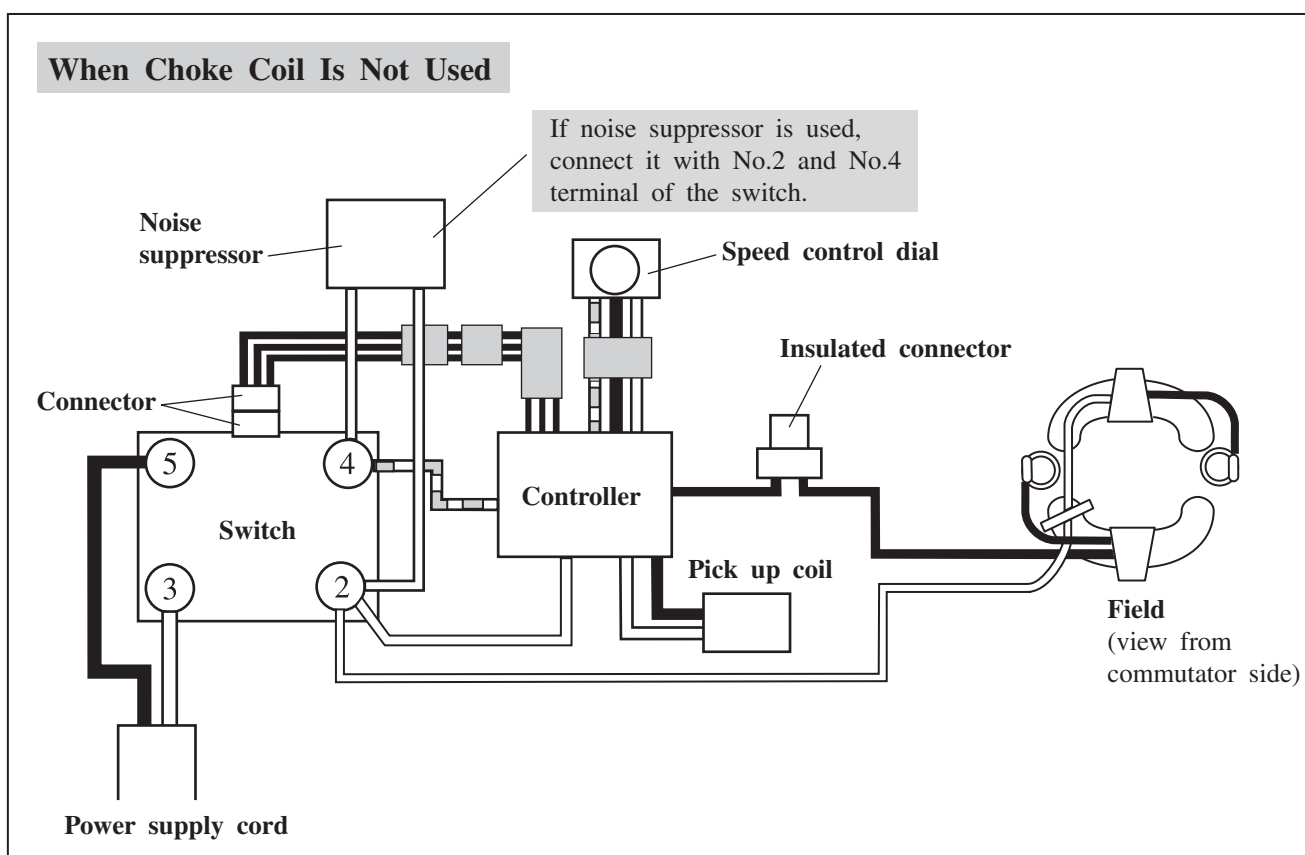 When Choke Coil Is Not Used
If noise suppressor is used,
connect it with No.2 and No.4
terminal of the switch.
Noise
suppressor
Speed control dial
Insulated connector
Connector
5
4
Switch
Controller
3
2
Pick up coil
Field
(view from
commutator side)
Power supply cord